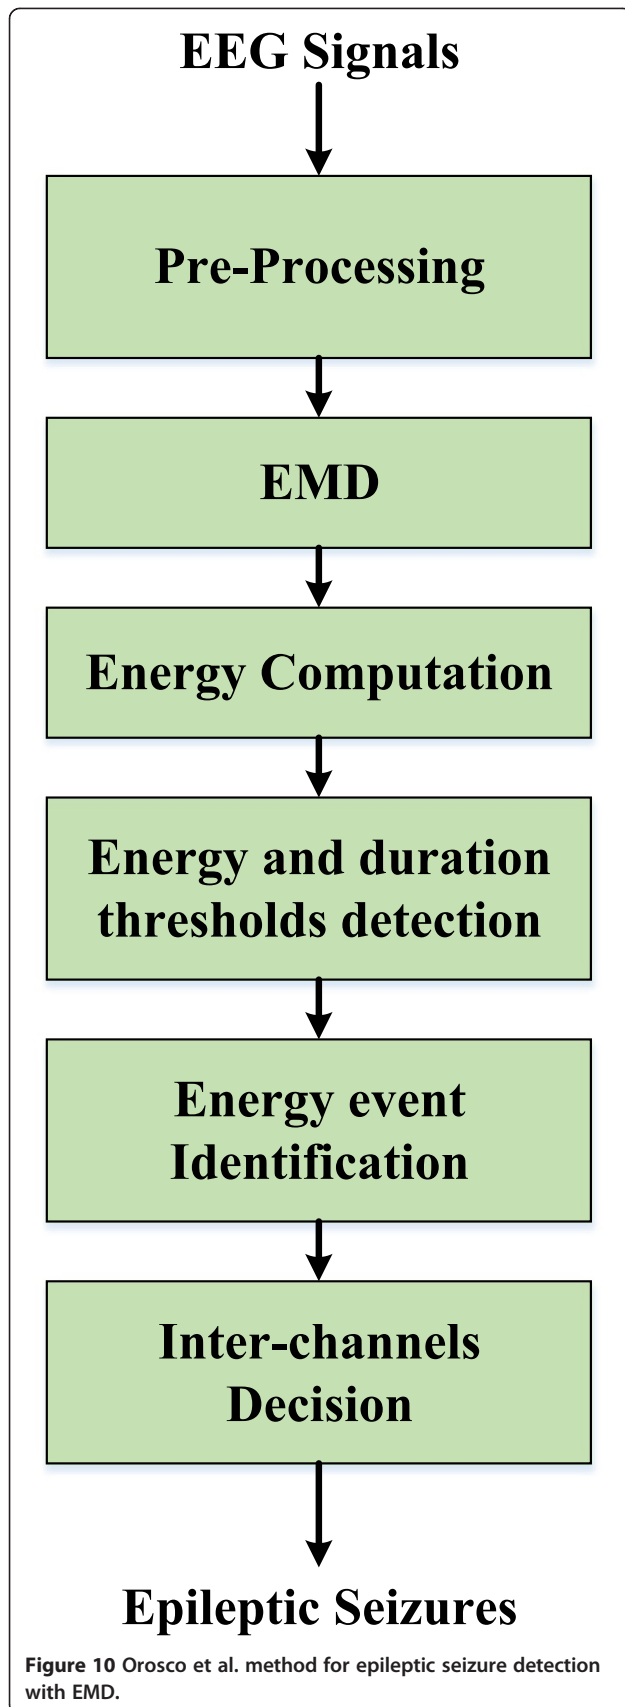 EEG Signals
Pre-Processing
EMD
Energy Computation
Energy and duration
thresholds detection
Energy event
Identification
Inter-channels
Decision
Epileptic Seizures
Figure 10 Orosco et al. method for epileptic seizure detection
with EMD.